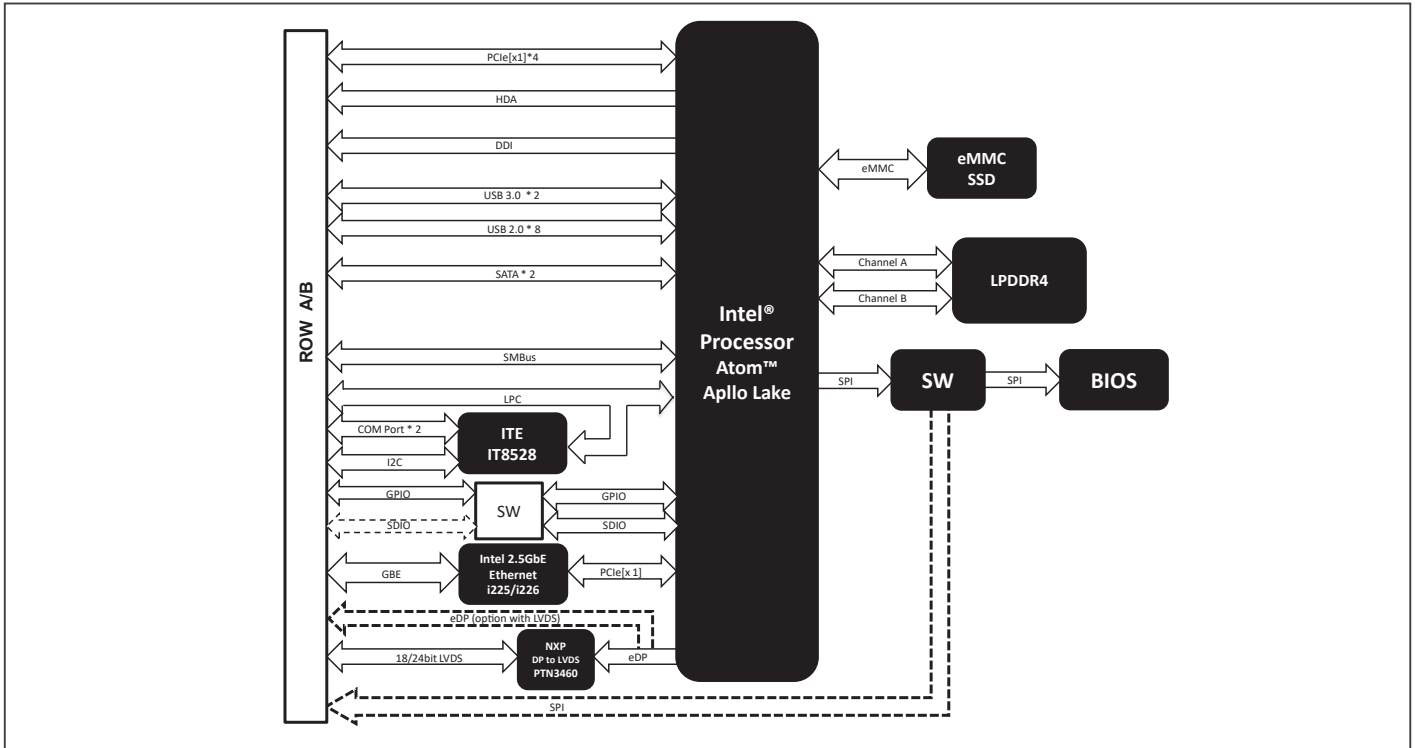 ROW A/B
PCIe[x1]*4
HDA
DDI
USB 3.0 * 2
USB 2.0 * 8
SATA * 2
SMBus
LPC
COM Port * 2
I2C
ITE
IT8528
GPIO
SDIO
SW
GPIO
SDIO
GBE
Intel 2.5GbE
Ethernet
i225/i226
PCIe[x 1]
eDP (option with LVDS)
18/24bit LVDS
NXP
DP to LVDS
PTN3460
eDP
SPI
Intel®
Processor
Atom™
Apllo Lake
eMMC
eMMC
SSD
Channel A
Channel B
LPDDR4
SPI
SW
SPI
BIOS